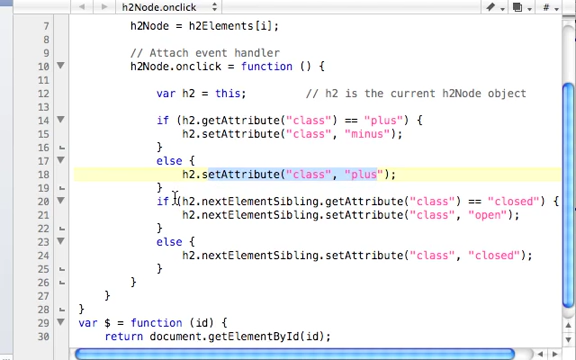 h2Node.onclick
7 h2Node = h2Elements[i];
8
9 // Attach event handler
10 h2Node.onclick = function () {
11
12 var h2 = this; // h2 is the current h2Node object
13
14 if (h2.getAttribute("class") == "plus") {
15 h2.setAttribute("class", "minus");
16 }
17 else {
18 h2.setAttribute("class", "plus");
19 }
20 if (h2.nextElementSibling.getAttribute("class") == "closed") {
21 h2.nextElementSibling.setAttribute("class", "open");
22 }
23 else {
24 h2.nextElementSibling.setAttribute("class", "closed");
25 }
26 }
27 }
28 }
29 var $ = function (id) {
30 return document.getElementById(id);